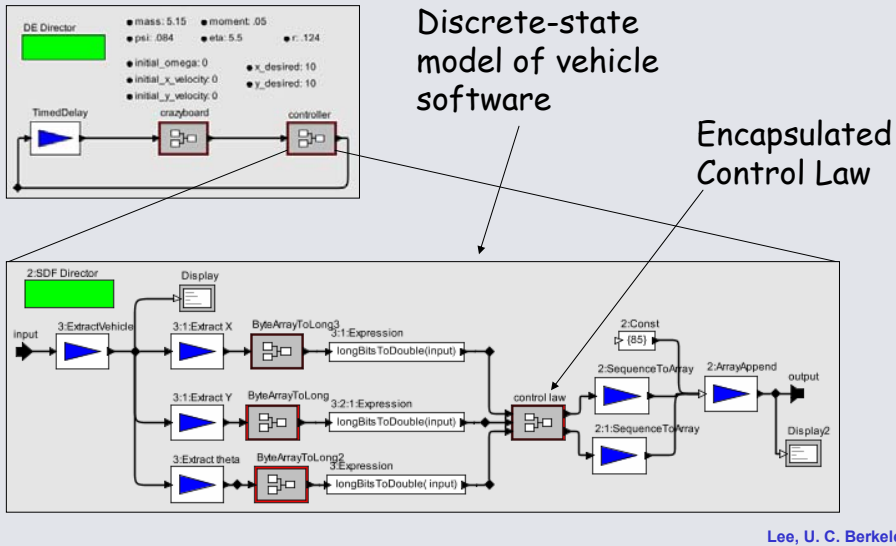 DE Director
mass: 5.15 moment: .05
psi: .084 eta: 5.5 r: .124
initial_omega: 0
x_desired: 10
initial_x_velocity: 0
y_desired: 10
initial_y_velocity: 0
TimedDelay crazyboard controller
Discrete-state
model of vehicle
software
Encapsulated
Control Law
2:SDF Director
Display
input
3:ExtractVehicle
3:1:Extract X
ByteArrayToLong3
3:1:Expression
longBitsToDouble(input)
2:Const
{85}
3:1:Extract Y
ByteArrayToLong
3:2:1:Expression
longBitsToDouble(input)
control law
2:SequenceToArray
2:ArrayAppend
output
2:1:SequenceToArray
Display2
3:Extract theta
ByteArrayToLong2
3:Expression
longBitsToDouble( input)
Lee, U. C. Berkele